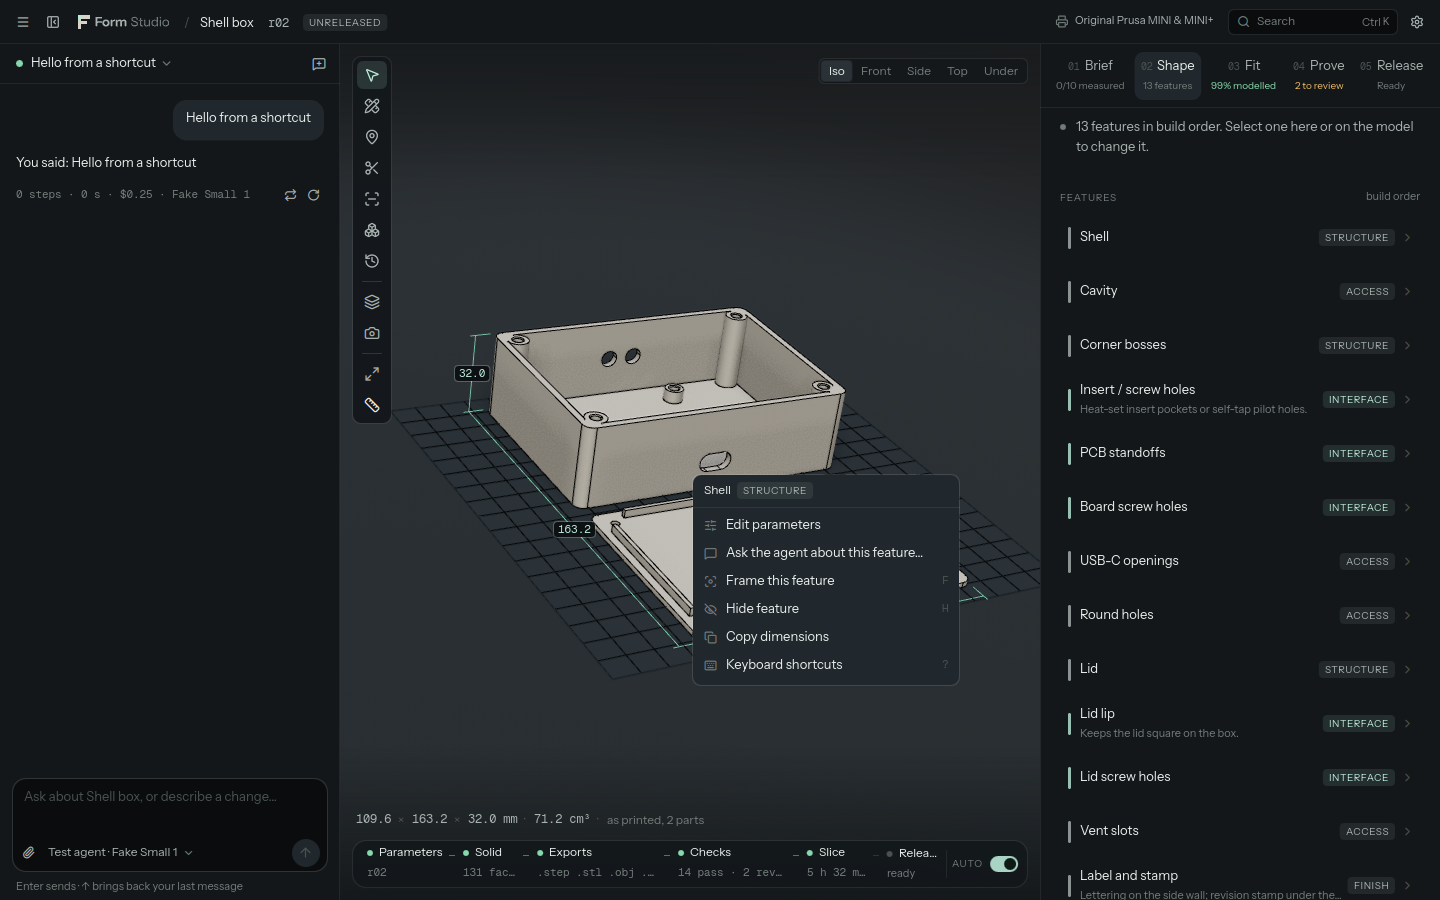 Form Studio / Shell box r02 UNRELEASED
Original Prusa MINI & MINI+
Search Ctrl K
Hello from a shortcut
Hello from a shortcut
You said: Hello from a shortcut
0 steps · 0 s · $0.25 · Fake Small 1
Iso Front Side Top Under
32.0
163.2
Shell STRUCTURE
Edit parameters
Ask the agent about this feature...
Frame this feature F
Hide feature H
Copy dimensions
Keyboard shortcuts ?
109.6 × 163.2 × 32.0 mm · 71.2 cm³ · as printed, 2 parts
Parameters
r02
Solid
131 fac...
Exports
.step .stl .obj ...
Checks
14 pass · 2 rev...
Slice
5 h 32 m...
Relea...
ready
AUTO
Ask about Shell box, or describe a change...
Test agent · Fake Small 1
Enter sends · ↑ brings back your last message
01 Brief
0/10 measured
02 Shape
13 features
03 Fit
99% modelled
04 Prove
2 to review
05 Release
Ready
13 features in build order. Select one here or on the model
to change it.
FEATURES build order
Shell STRUCTURE
Cavity ACCESS
Corner bosses STRUCTURE
Insert / screw holes INTERFACE
Heat-set insert pockets or self-tap pilot holes.
PCB standoffs INTERFACE
Board screw holes INTERFACE
USB-C openings ACCESS
Round holes ACCESS
Lid STRUCTURE
Lid lip INTERFACE
Keeps the lid square on the box.
Lid screw holes INTERFACE
Vent slots ACCESS
Label and stamp FINISH
Lettering on the side wall; revision stamp under the...